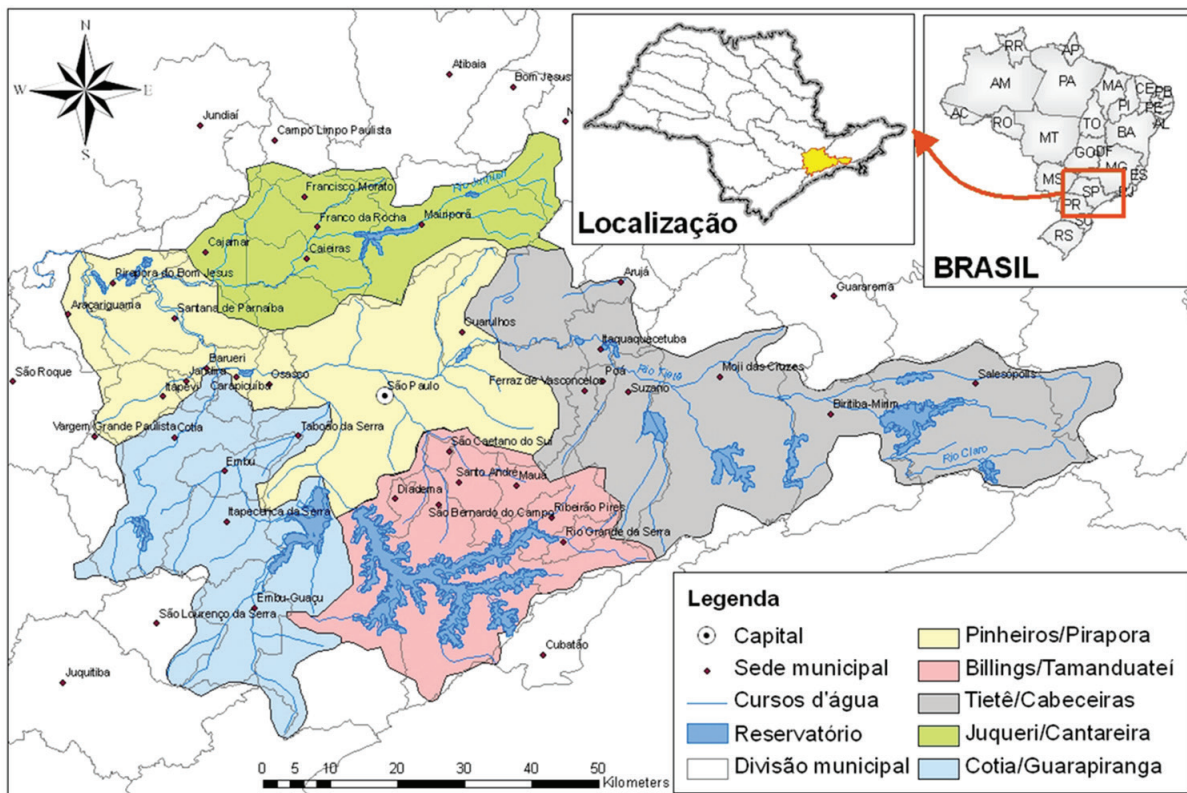 N
W
E
S
Atibaia
Bom Jesus
Jundiaí
Campo Limpo Paulista
Francisco Morato
Rio Juqueri
Franco da Rocha
Mairiporã
Cajamar
Caieiras
Pirapora do Bom Jesus
Araçariguama
Santana de Parnaíba
Arujá
Guararema
Guarulhos
Itaquaquecetuba
São Roque
Barueri
Jandira
Itapevi
Carapicuíba
Osasco
São Paulo
Rio Tietê
Ferraz de Vasconcelos
Poá
Suzano
Moji das Cruzes
Salesópolis
Biritiba-Mirim
Rio Claro
Vargem Grande Paulista
Cotia
Taboão da Serra
Embu
Itapecerica da Serra
São Caetano do Sul
Santo André
Mauá
Diadema
São Bernardo do Campo
Ribeirão Pires
Rio Grande da Serra
Embu-Guaçu
São Lourenço da Serra
Juquitiba
Cubatão
0 5 10 20 30 40 50
Kilometers
Localização
RR
AP
AM
PA
MA
CE
PB
PI
PE
AC
AL
RO
TO
MT
BA
GO
DF
MG
MS
ES
SP
RJ
PR
SC
RS
BRASIL
Legenda
Capital
Sede municipal
Cursos d'água
Reservatório
Divisão municipal
Pinheiros/Pirapora
Billings/Tamanduateí
Tietê/Cabeceiras
Juqueri/Cantareira
Cotia/Guarapiranga